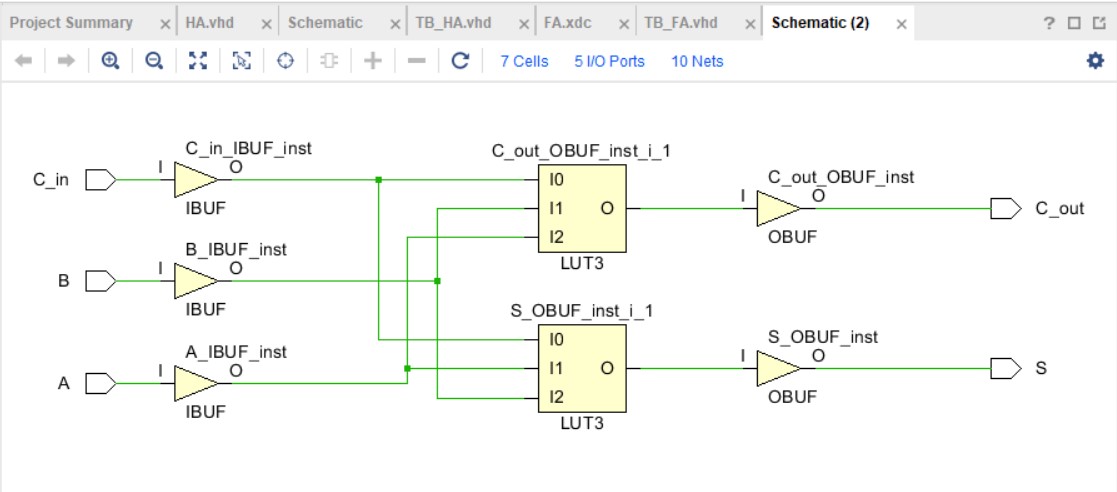 Project Summary × HA.vhd × Schematic × TB_HA.vhd × FA.xdc × TB_FA.vhd × Schematic (2) × ?
7 Cells 5 I/O Ports 10 Nets
C_in_IBUF_inst
C_in I O
IBUF
B_IBUF_inst
B I O
IBUF
A_IBUF_inst
A I O
IBUF
C_out_OBUF_inst_i_1
I0
I1 O
I2
LUT3
S_OBUF_inst_i_1
I0
I1 O
I2
LUT3
C_out_OBUF_inst
I O C_out
OBUF
S_OBUF_inst
I O S
OBUF